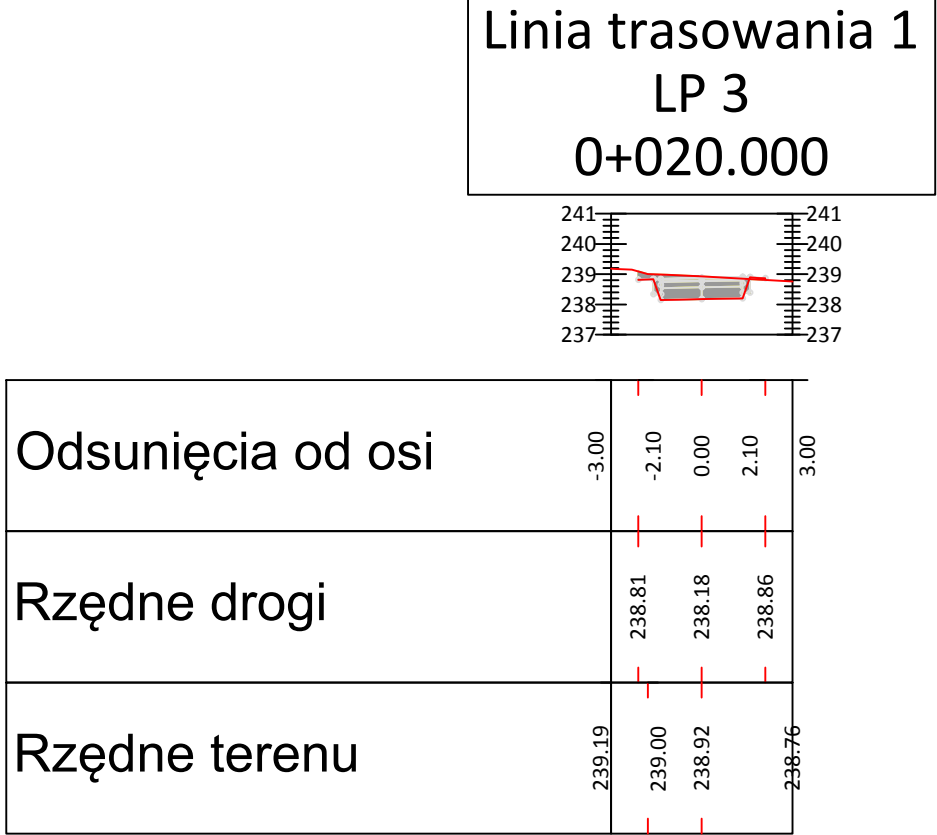 Linia trasowania 1
LP 3
0+020.000
241 241
240 240
239 239
238 238
237 237
Odsunięcia od osi -3.00 -2.10 0.00 2.10 3.00
Rzędne drogi 238.81 238.18 238.86
Rzędne terenu 239.19 239.00 238.92 238.76